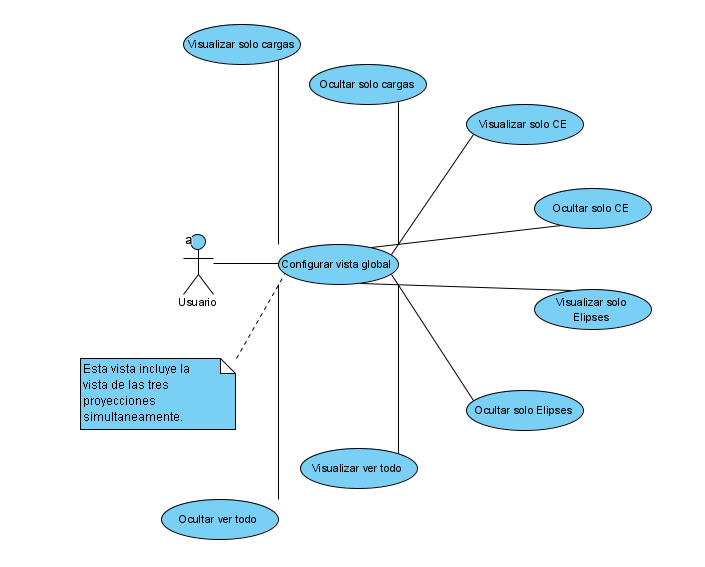 Visualizar solo cargas
Ocultar solo cargas
Visualizar solo CE
Ocultar solo CE
a
Configurar vista global
Usuario
Visualizar solo
Elipses
Esta vista incluye la
vista de las tres
proyecciones
simultaneamente.
Ocultar solo Elipses
Visualizar ver todo
Ocultar ver todo